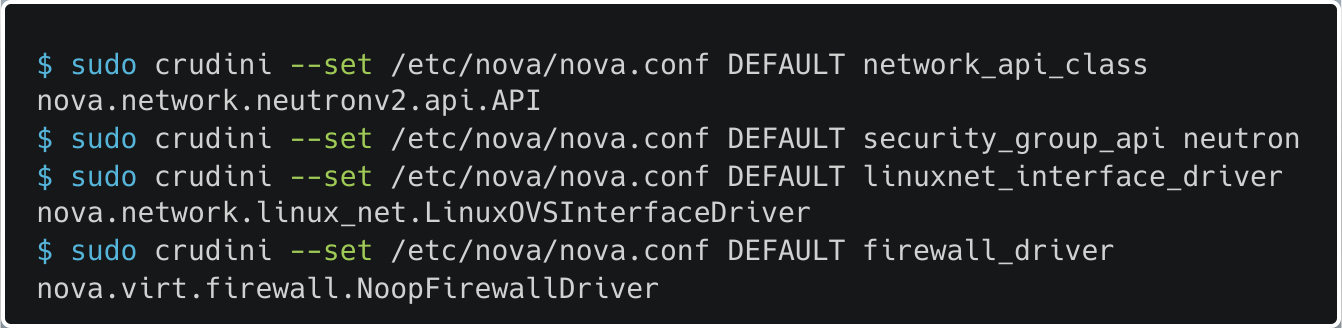 $ sudo crudini --set /etc/nova/nova.conf DEFAULT network_api_class
nova.network.neutronv2.api.API
$ sudo crudini --set /etc/nova/nova.conf DEFAULT security_group_api neutron
$ sudo crudini --set /etc/nova/nova.conf DEFAULT linuxnet_interface_driver
nova.network.linux_net.LinuxOVSInterfaceDriver
$ sudo crudini --set /etc/nova/nova.conf DEFAULT firewall_driver
nova.virt.firewall.NoopFirewallDriver